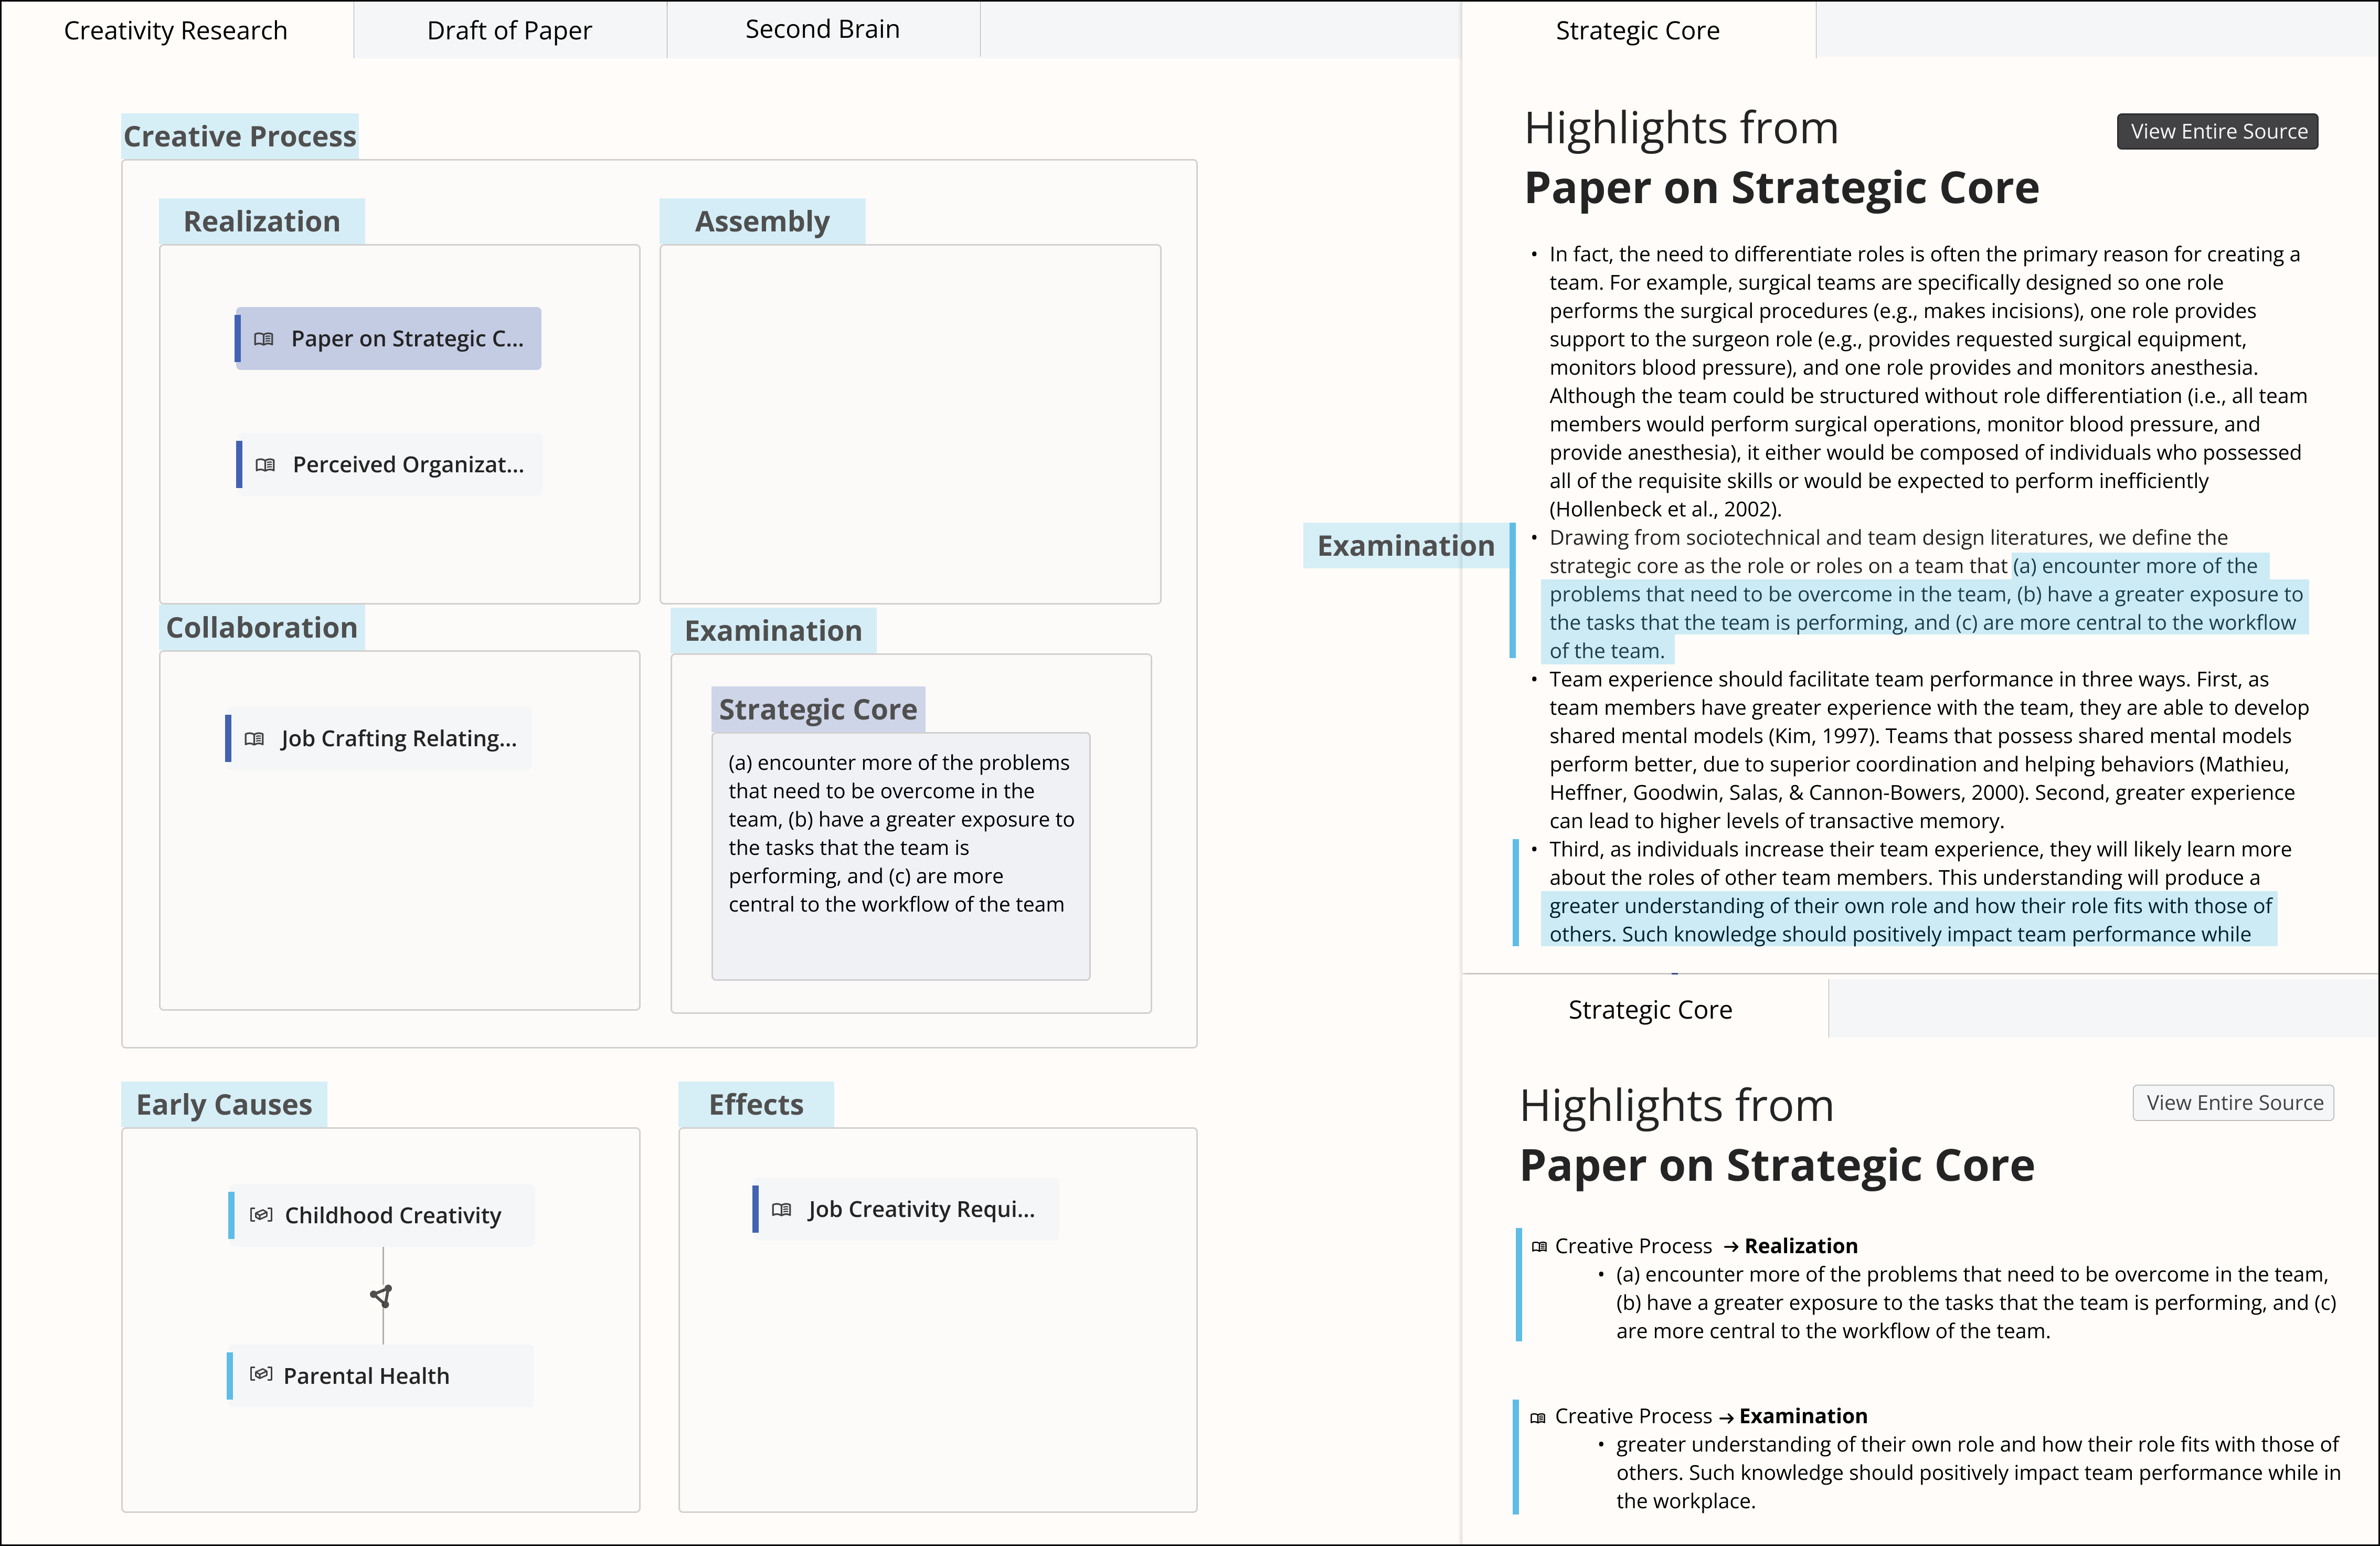 Creativity Research
Draft of Paper
Second Brain
Creative Process
Realization
Paper on Strategic C...
Perceived Organizat...
Assembly
Collaboration
Job Crafting Relating...
Examination
Strategic Core
(a) encounter more of the problems
that need to be overcome in the
team, (b) have a greater exposure to
the tasks that the team is
performing, and (c) are more
central to the workflow of the team
Early Causes
Childhood Creativity
Parental Health
Effects
Job Creativity Requi...
Strategic Core
Highlights from
View Entire Source
Paper on Strategic Core
• In fact, the need to differentiate roles is often the primary reason for creating a
team. For example, surgical teams are specifically designed so one role
performs the surgical procedures (e.g., makes incisions), one role provides
support to the surgeon role (e.g., provides requested surgical equipment,
monitors blood pressure), and one role provides and monitors anesthesia.
Although the team could be structured without role differentiation (i.e., all team
members would perform surgical operations, monitor blood pressure, and
provide anesthesia), it either would be composed of individuals who possessed
all of the requisite skills or would be expected to perform inefficiently
(Hollenbeck et al., 2002).
Examination
• Drawing from sociotechnical and team design literatures, we define the
strategic core as the role or roles on a team that (a) encounter more of the
problems that need to be overcome in the team, (b) have a greater exposure to
the tasks that the team is performing, and (c) are more central to the workflow
of the team.
• Team experience should facilitate team performance in three ways. First, as
team members have greater experience with the team, they are able to develop
shared mental models (Kim, 1997). Teams that possess shared mental models
perform better, due to superior coordination and helping behaviors (Mathieu,
Heffner, Goodwin, Salas, & Cannon-Bowers, 2000). Second, greater experience
can lead to higher levels of transactive memory.
• Third, as individuals increase their team experience, they will likely learn more
about the roles of other team members. This understanding will produce a
greater understanding of their own role and how their role fits with those of
others. Such knowledge should positively impact team performance while
Strategic Core
Highlights from
View Entire Source
Paper on Strategic Core
Creative Process → Realization
• (a) encounter more of the problems that need to be overcome in the team,
(b) have a greater exposure to the tasks that the team is performing, and (c)
are more central to the workflow of the team.
Creative Process → Examination
• greater understanding of their own role and how their role fits with those of
others. Such knowledge should positively impact team performance while in
the workplace.